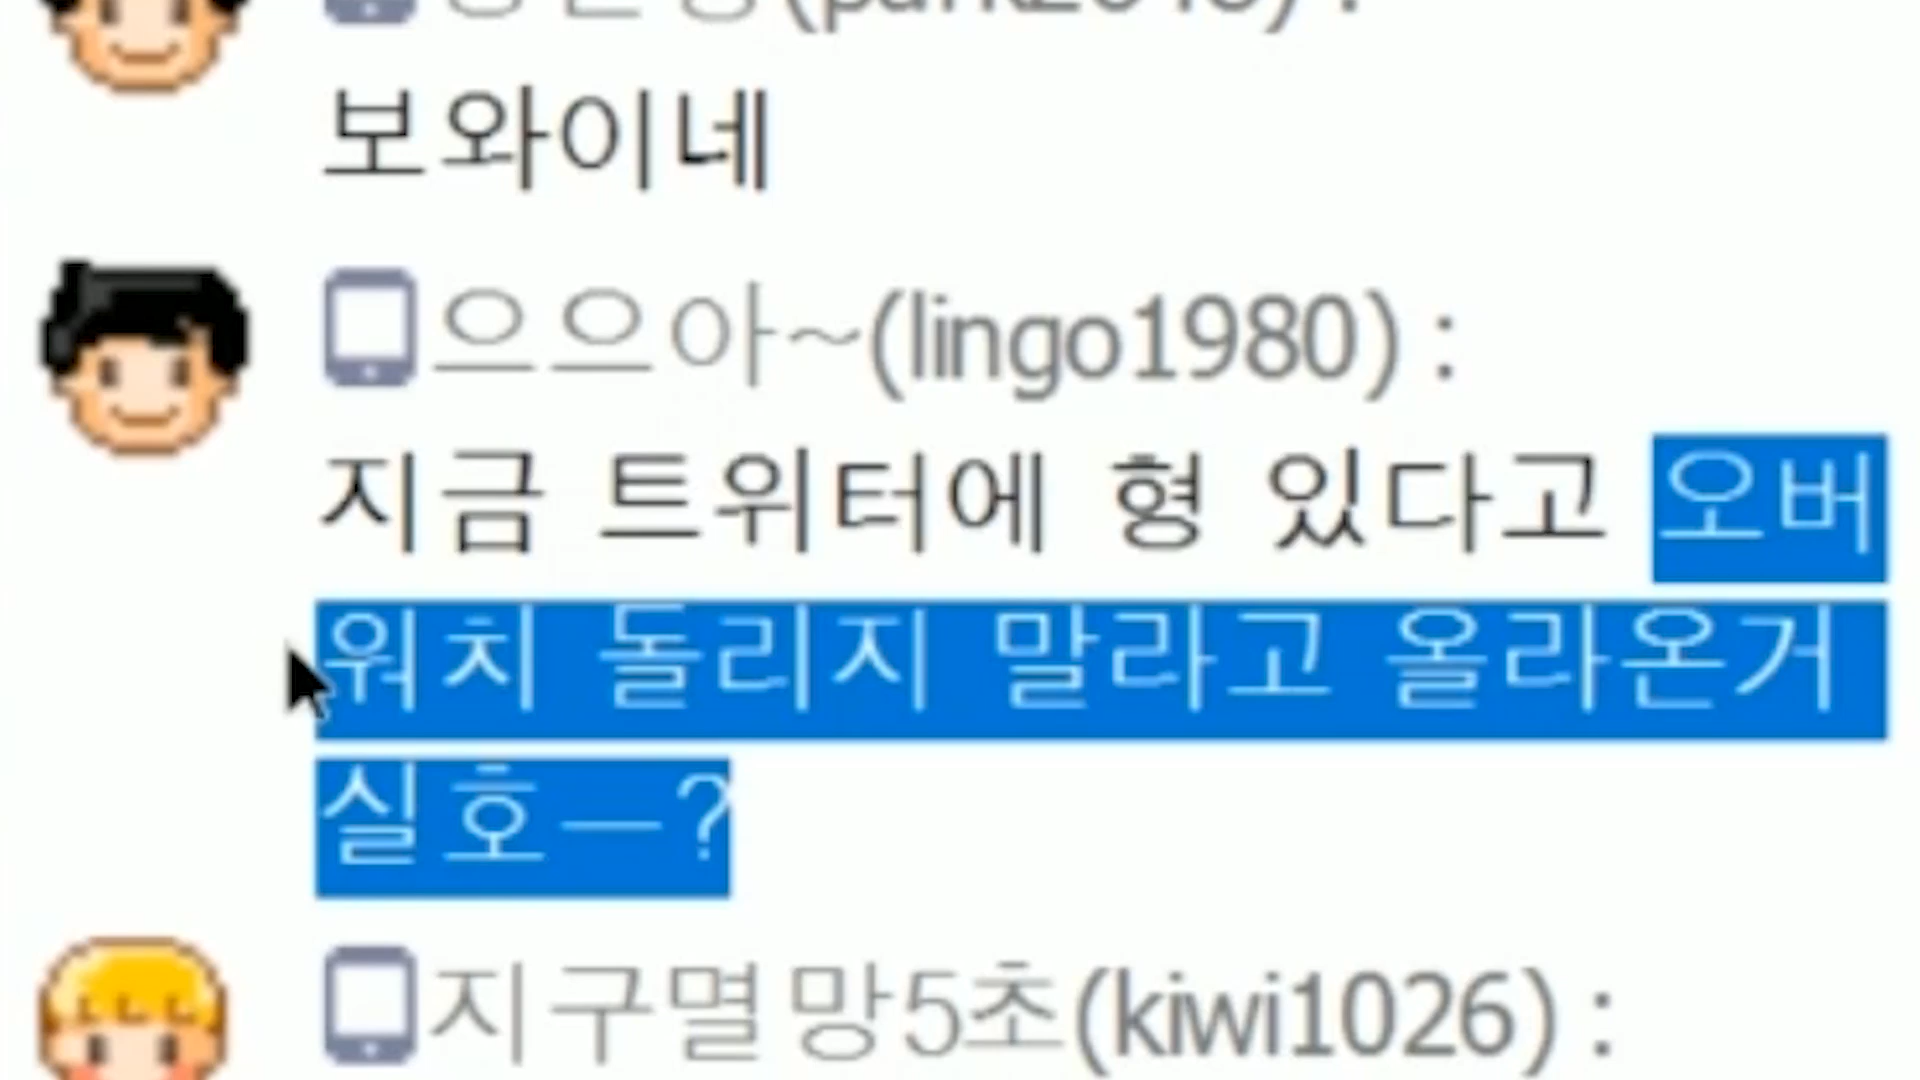 보와이네
으으아~(lingo1980) :
지금 트위터에 형 있다고 오버
워치 돌리지 말라고 올라온거
실호ㅡ?
지구멸망5초(kiwi1026) :